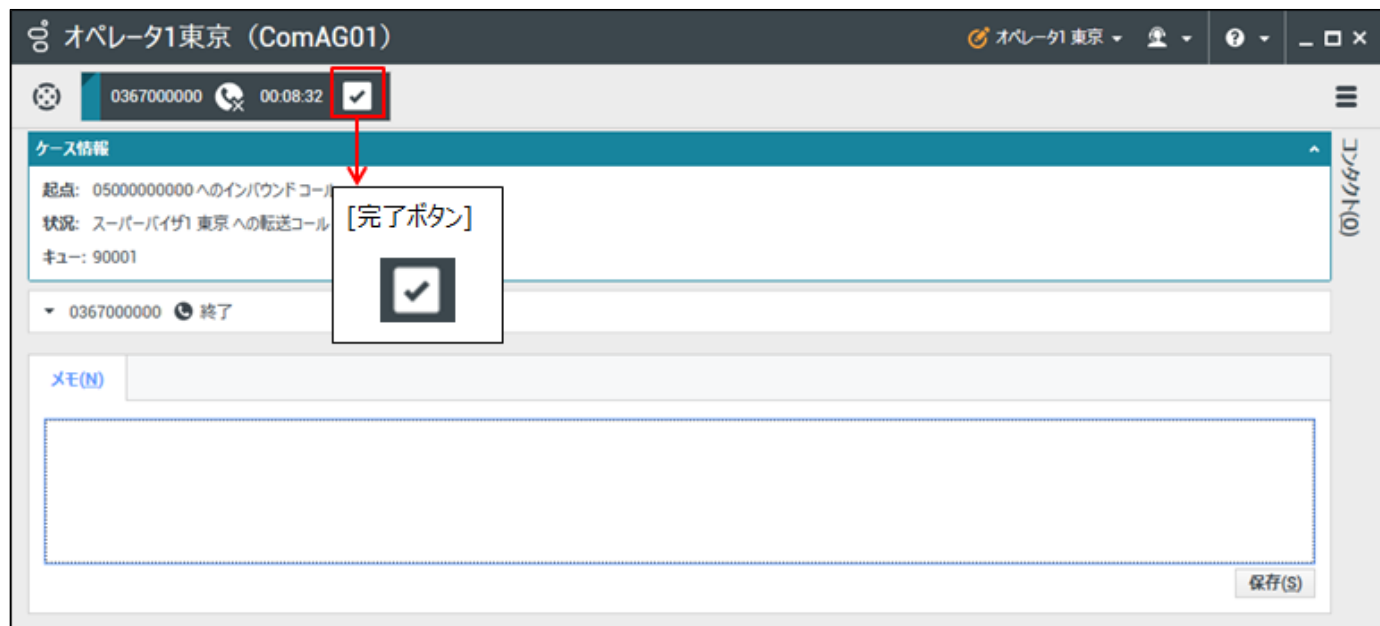 オペレータ1東京（ComAG01）
オペレータ1 東京
0367000000 00:08:32
ケース情報
コンタクト(O)
起点: 05000000000 へのインバウンド コール
状況: スーパーバイザ1 東京 への転送コール
キュー: 90001
[完了ボタン]
0367000000 終了
メモ(N)
保存(S)